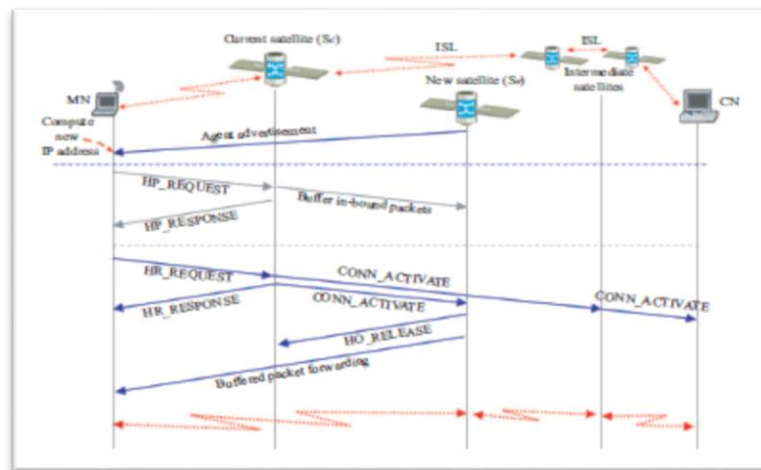 Current satellite (Sc)
ISL
ISL
MN
New satellite (Sd)
Intermediate
satellites
CN
Compute
new
IP address
Agent advertisement
HP_REQUEST
Buffer in-bound packets
HP_RESPONSE
HR_REQUEST
CONN_ACTIVATE
CONN_ACTIVATE
HR_RESPONSE
CONN_ACTIVATE
HO_RELEASE
Buffered packet forwarding